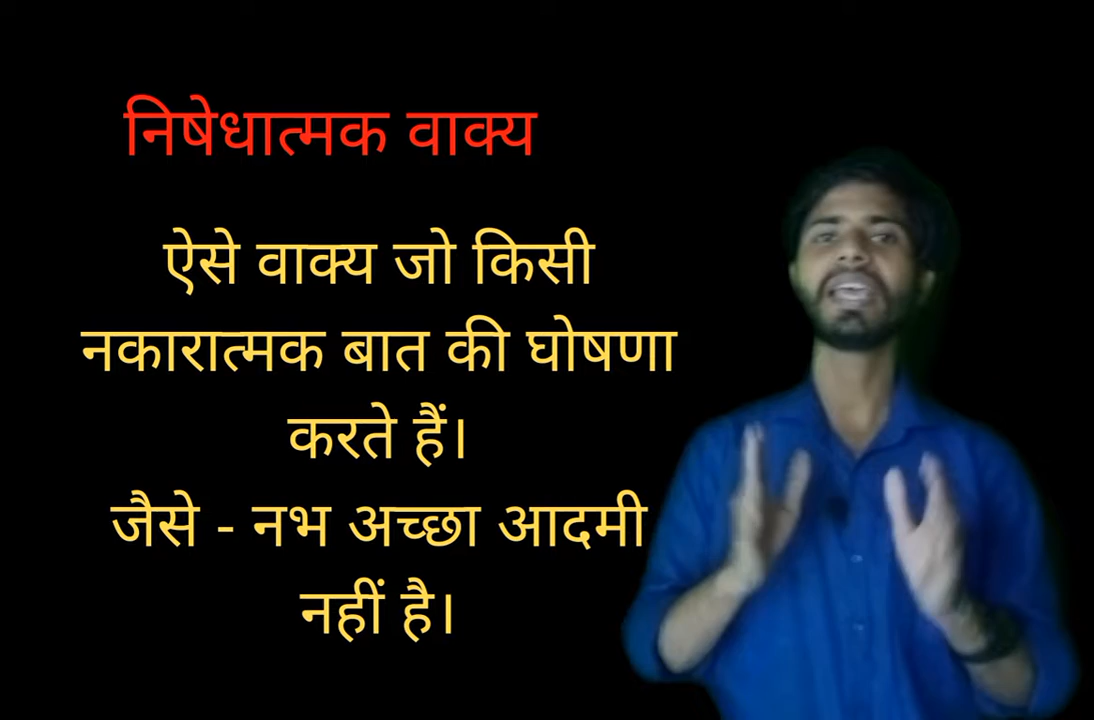 निषेधात्मक वाक्य
ऐसे वाक्य जो किसी
नकारात्मक बात की घोषणा
करते हैं।
जैसे - नभ अच्छा आदमी
नहीं है।